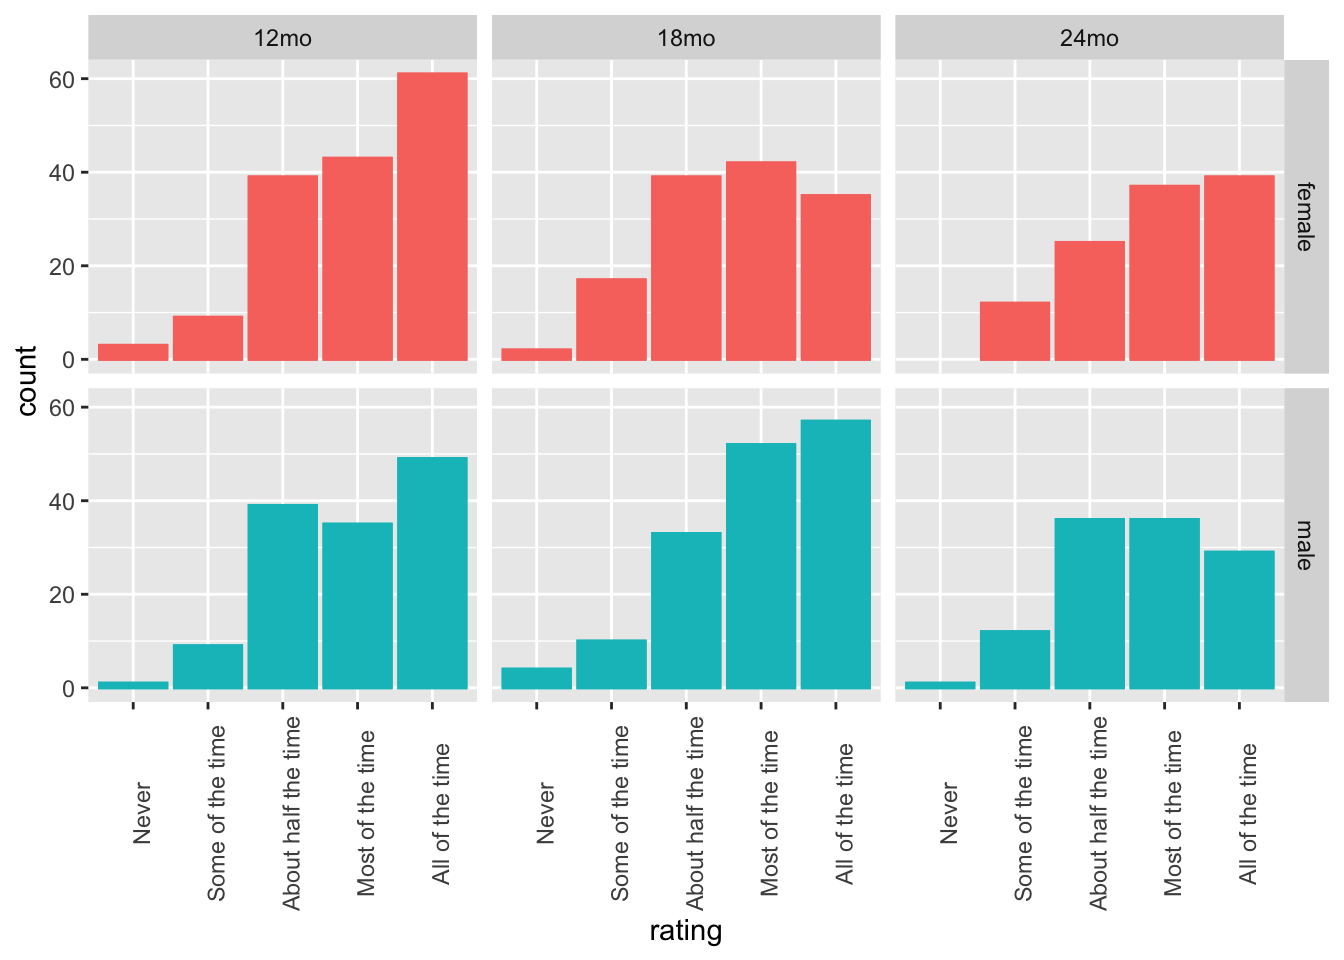 12mo 18mo 24mo
60
40
20
0
female
count
60
40
20
0
male
Never Some of the time About half the time Most of the time All of the time Never Some of the time About half the time Most of the time All of the time Never Some of the time About half the time Most of the time All of the time
rating